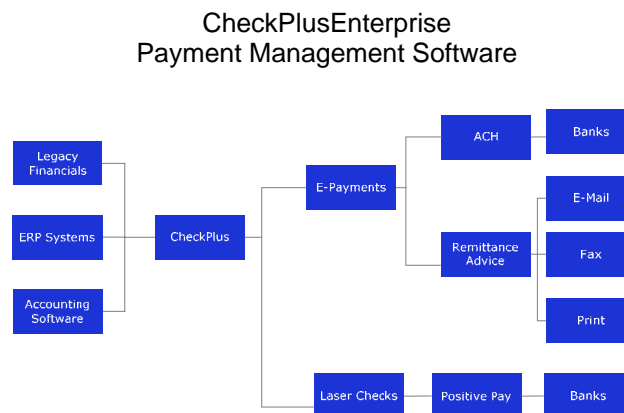 CheckPlusEnterprise
Payment Management Software
Legacy
Financials
ERP Systems
Accounting
Software
CheckPlus
E-Payments
ACH
Banks
Remittance
Advice
E-Mail
Fax
Print
Laser Checks
Positive Pay
Banks